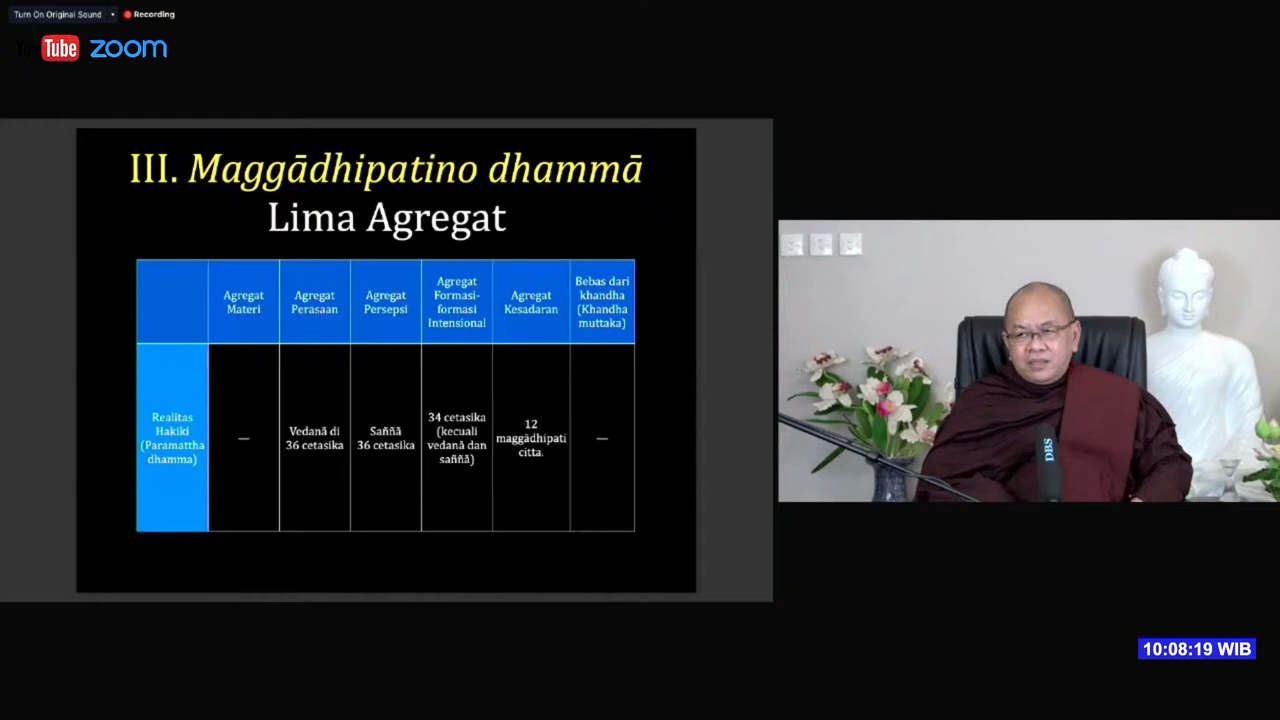 Turn On Original Sound
Recording
YouTube zoom
III. Maggādhipatino dhammā
Lima Agregat
Agregat
Materi
Agregat
Perasaan
Agregat
Persepsi
Agregat
Formasi-
formasi
Intensional
Agregat
Kesadaran
Bebas dari
khandha
(Khandha
muttaka)
Realitas
Hakiki
(Paramattha
dhamma)
—
Vedanā di
36 cetasika
Saññā
36 cetasika
34 cetasika
(kecuali
vedanā dan
saññā)
12
maggādhipati
citta.
—
DBS
10:08:19 WIB